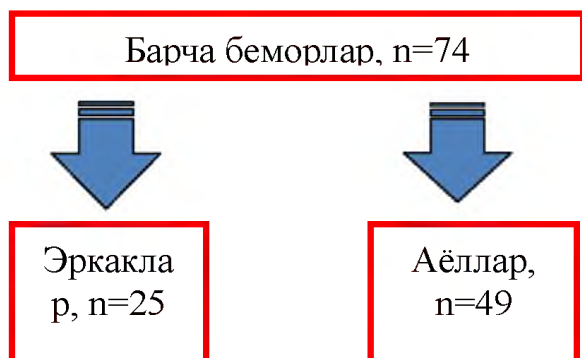 Барча беморлар, n=74
Эркакла
р, n=25
Аёллар,
n=49